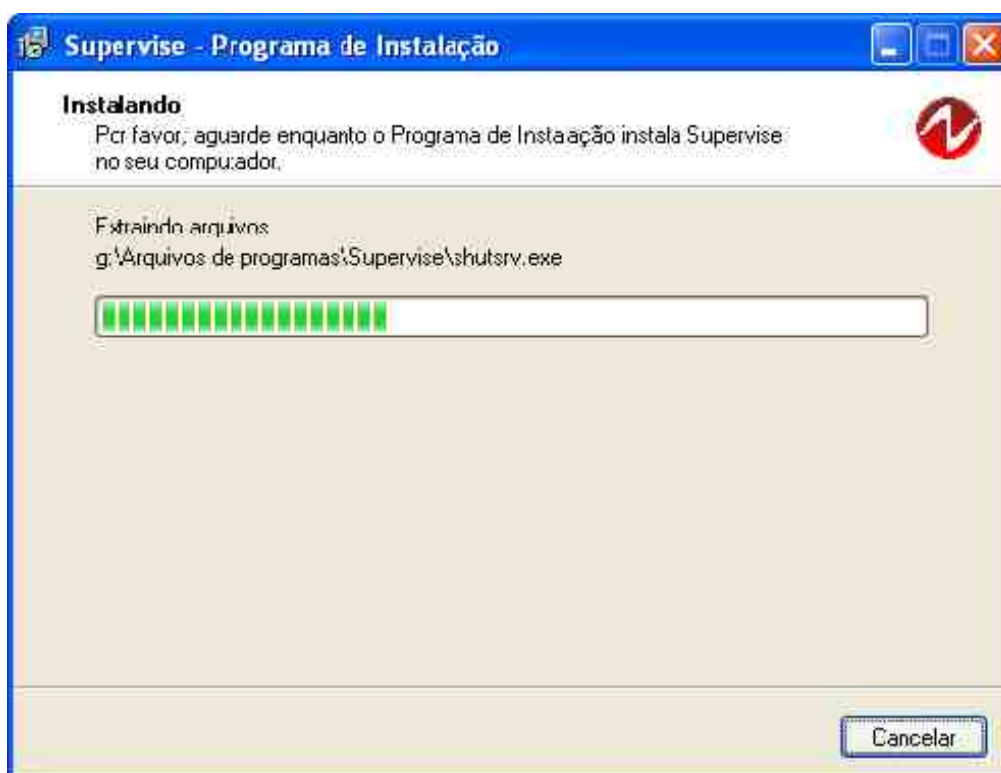 Supervise - Programa de Instalação
Instalando
Por favor, aguarde enquanto o Programa de Instalação instala Supervise
no seu computador.
Extraindo arquivos
g:\Arquivos de programas\Supervise\shutsrv.exe
Cancelar